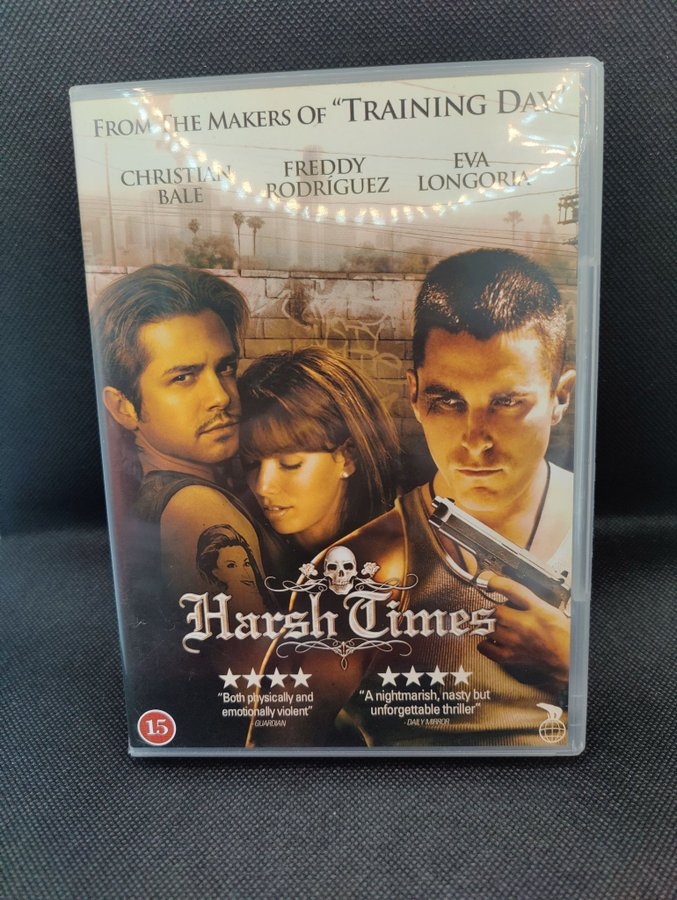 FROM THE MAKERS OF "TRAINING DAY"
CHRISTIAN BALE
FREDDY RODRÍGUEZ
EVA LONGORIA
Harsh Times
"Both physically and
emotionally violent"
- GUARDIAN
"A nightmarish, nasty but
unforgettable thriller"
- DAILY MIRROR
15